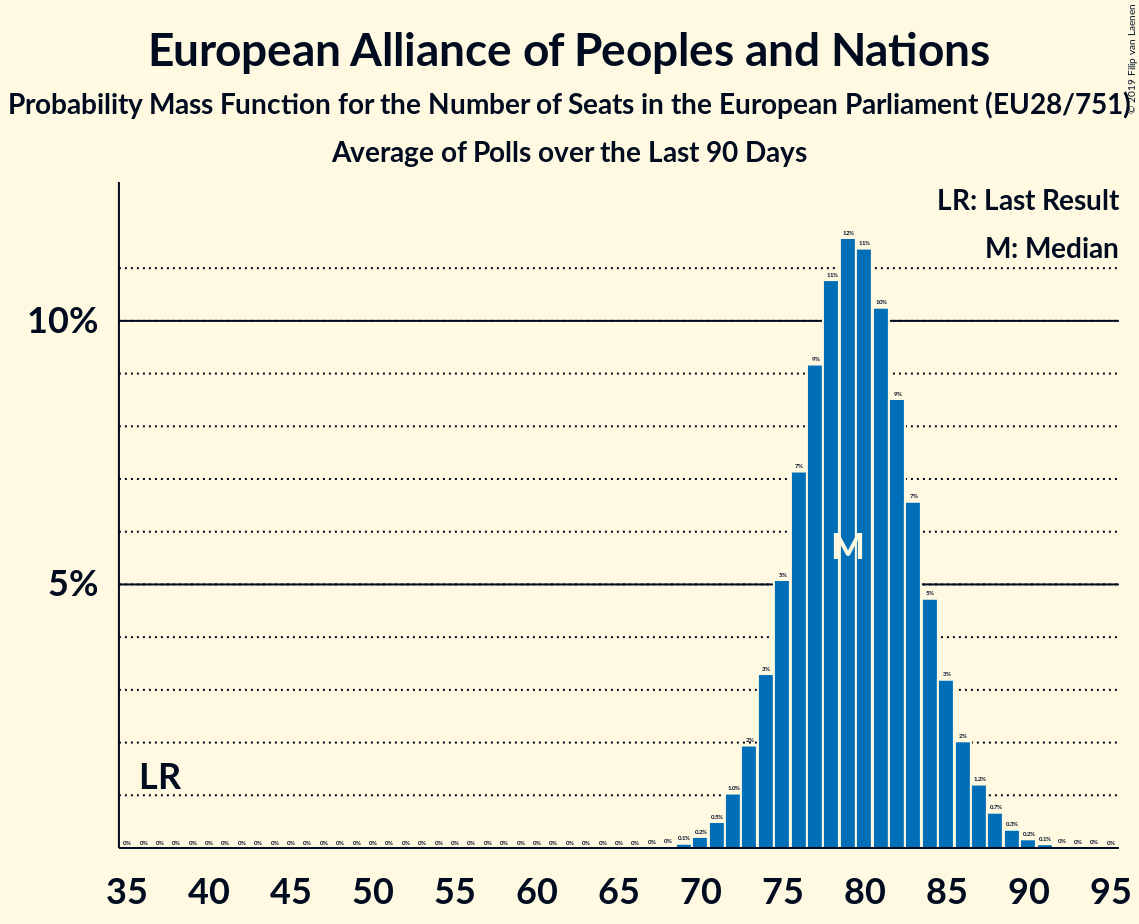 European Alliance of Peoples and Nations
© 2019 Filip van Laenen
Probability Mass Function for the Number of Seats in the European Parliament (EU28/751)
Average of Polls over the Last 90 Days
LR: Last Result
M: Median
12%
11%
11%
10%
10%
9%
9%
7%
7%
M
5%
5%
5%
3%
3%
2%
2%
LR
1.2%
1.0%
0.7%
0.5%
0.3%
0.2%
0.2%
0.1%
0.1%
0% 0% 0% 0% 0% 0% 0% 0% 0% 0% 0% 0% 0% 0% 0% 0% 0% 0% 0% 0% 0% 0% 0% 0% 0% 0% 0% 0% 0% 0% 0% 0% 0% 0% 0% 0% 0% 0%
35 40 45 50 55 60 65 70 75 80 85 90 95